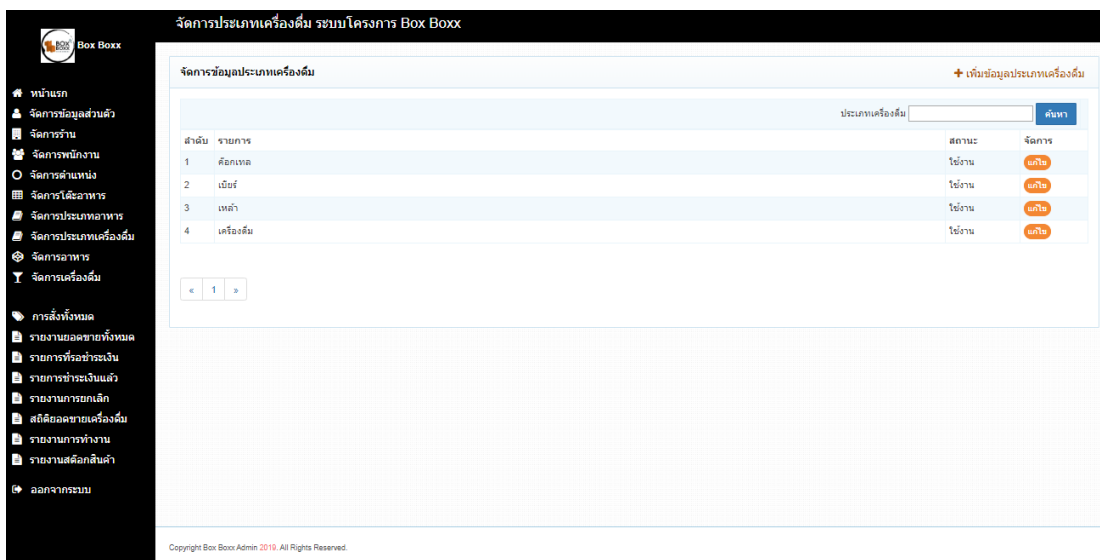 จัดการประเภทเครื่องดื่ม ระบบโครงการ Box Boxx
BOX BOXX
Box Boxx
หน้าแรก
จัดการข้อมูลส่วนตัว
จัดการร้าน
จัดการพนักงาน
จัดการตำแหน่ง
จัดการโต๊ะอาหาร
จัดการประเภทอาหาร
จัดการประเภทเครื่องดื่ม
จัดการอาหาร
จัดการเครื่องดื่ม
การสั่งทั้งหมด
รายงานยอดขายทั้งหมด
รายการที่รอชำระเงิน
รายการชำระเงินแล้ว
รายงานการยกเลิก
สถิติยอดขายเครื่องดื่ม
รายงานการทำงาน
รายงานสต๊อกสินค้า
ออกจากระบบ
จัดการข้อมูลประเภทเครื่องดื่ม + เพิ่มข้อมูลประเภทเครื่องดื่ม
ประเภทเครื่องดื่ม ค้นหา
ลำดับ รายการ สถานะ จัดการ
1 ค๊อกเทล ใช้งาน แก้ไข
2 เบียร์ ใช้งาน แก้ไข
3 เหล้า ใช้งาน แก้ไข
4 เครื่องดื่ม ใช้งาน แก้ไข
« 1 »
Copyright Box Boxx Admin 2019. All Rights Reserved.